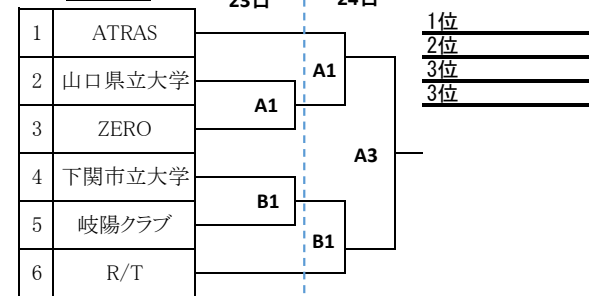 23日 24日
1 ATRAS
2 山口県立大学
3 ZERO
4 下関市立大学
5 岐陽クラブ
6 R/T
A1
B1
A1
B1
A3
1位
2位
3位
3位